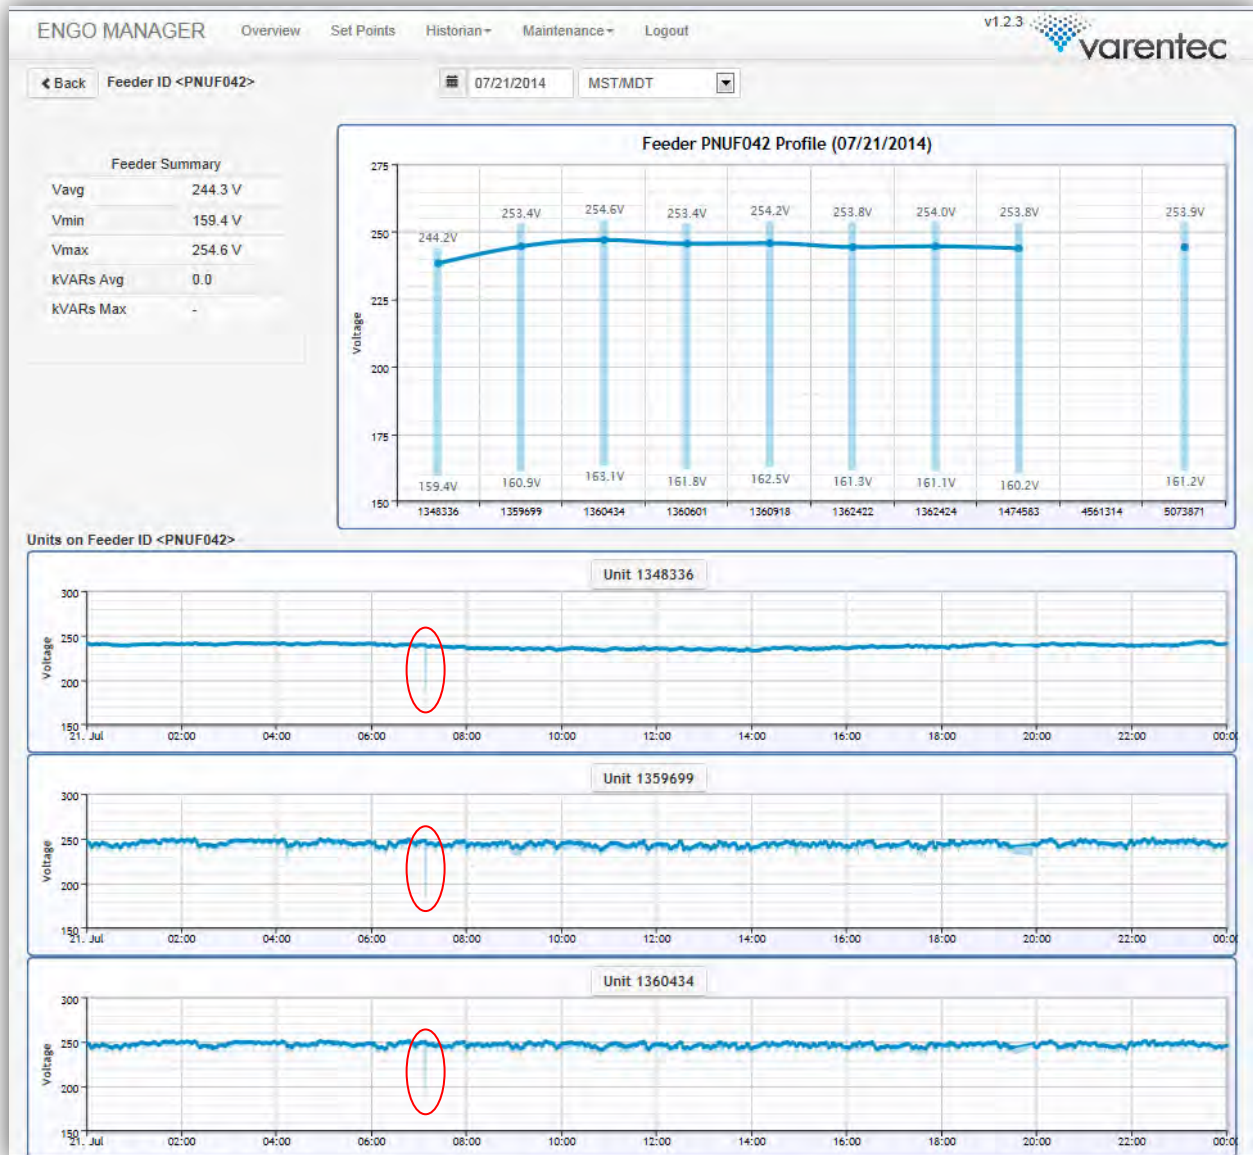 ENGO MANAGER Overview Set Points Historian Maintenance Logout v1.2.3 varentec
Back Feeder ID <PNUF042> 07/21/2014 MST/MDT
Feeder Summary
Vavg 244.3 V
Vmin 159.4 V
Vmax 254.6 V
kVARs Avg 0.0
kVARs Max -
Feeder PNUF042 Profile (07/21/2014)
Voltage
275
250
225
200
175
150
244.2V 253.4V 254.6V 253.4V 254.2V 253.8V 254.0V 253.8V 253.9V
159.4V 160.9V 163.1V 161.8V 162.5V 161.3V 161.1V 160.2V 161.2V
1348336 1359699 1360434 1360601 1360918 1362422 1362424 1474583 4561314 5073871
Units on Feeder ID <PNUF042>
Unit 1348336
Voltage
300
250
200
150
21. Jul 02:00 04:00 06:00 08:00 10:00 12:00 14:00 16:00 18:00 20:00 22:00 00:00
Unit 1359699
Voltage
300
250
200
150
21. Jul 02:00 04:00 06:00 08:00 10:00 12:00 14:00 16:00 18:00 20:00 22:00 00:00
Unit 1360434
Voltage
300
250
200
150
21. Jul 02:00 04:00 06:00 08:00 10:00 12:00 14:00 16:00 18:00 20:00 22:00 00:00